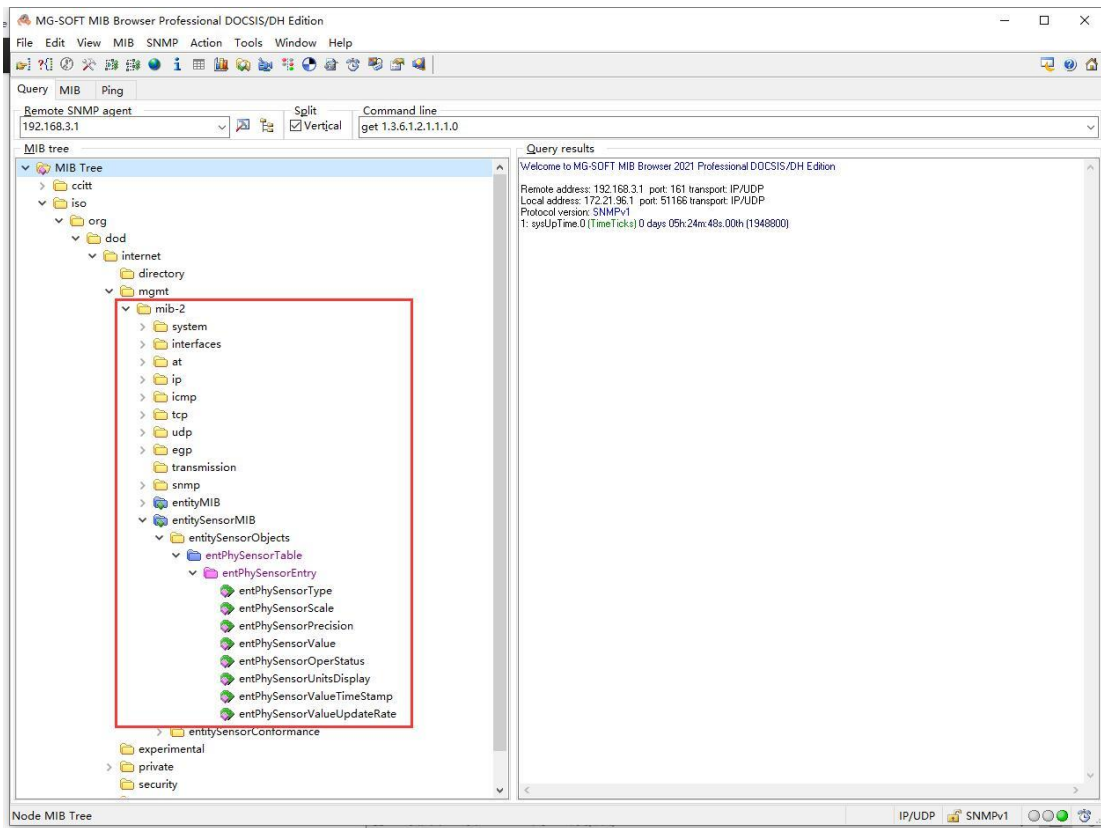 MG-SOFT MIB Browser Professional DOCSIS/DH Edition
File Edit View MIB SNMP Action Tools Window Help
Query MIB Ping
Remote SNMP agent Split Command line
192.168.3.1 Vertical get 1.3.6.1.2.1.1.1.0
MIB tree
MIB Tree
ccitt
iso
org
dod
internet
directory
mgmt
mib-2
system
interfaces
at
ip
icmp
tcp
udp
egp
transmission
snmp
entityMIB
entitySensorMIB
entitySensorObjects
entPhySensorTable
entPhySensorEntry
entPhySensorType
entPhySensorScale
entPhySensorPrecision
entPhySensorValue
entPhySensorOperStatus
entPhySensorUnitsDisplay
entPhySensorValueTimeStamp
entPhySensorValueUpdateRate
entitySensorConformance
experimental
private
security
Query results
Welcome to MG-SOFT MIB Browser 2021 Professional DOCSIS/DH Edition
Remote address: 192.168.3.1 port: 161 transport: IP/UDP
Local address: 172.21.96.1 port: 51166 transport: IP/UDP
Protocol version: SNMPv1
1: sysUpTime.0 (TimeTicks) 0 days 05h:24m:48s.00th (1948800)
Node MIB Tree IP/UDP SNMPv1